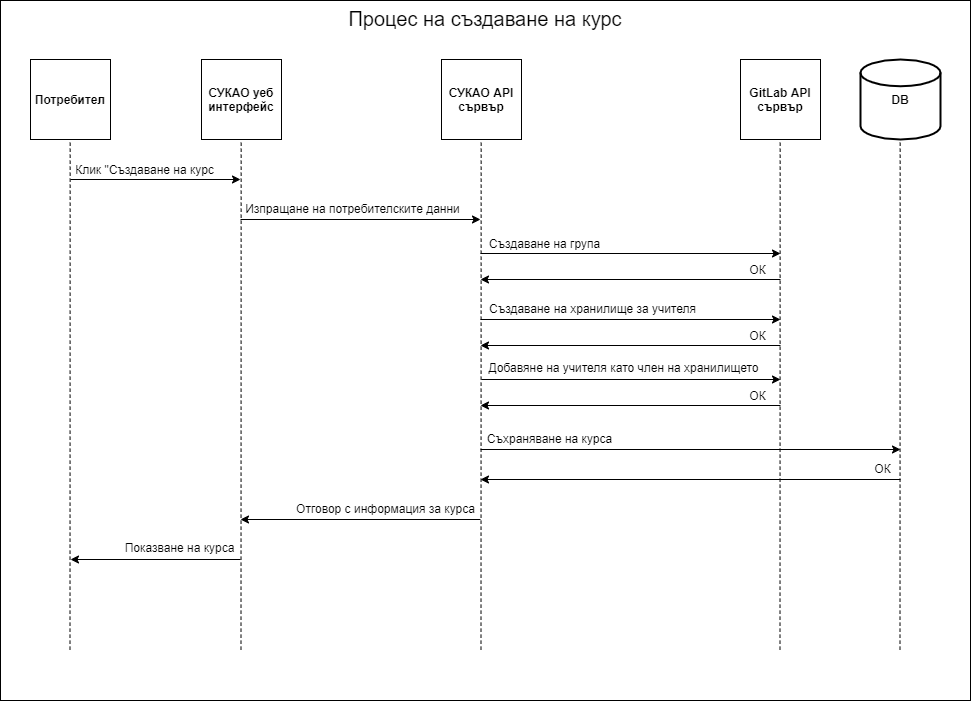 Процес на създаване на курс
Потребител
СУКАО уеб
интерфейс
СУКАО API
сървър
GitLab API
сървър
DB
Клик "Създаване на курс
Изпращане на потребителските данни
Създаване на група
OK
Създаване на хранилище за учителя
OK
Добавяне на учителя като член на хранилището
OK
Съхраняване на курса
OK
Отговор с информация за курса
Показване на курса